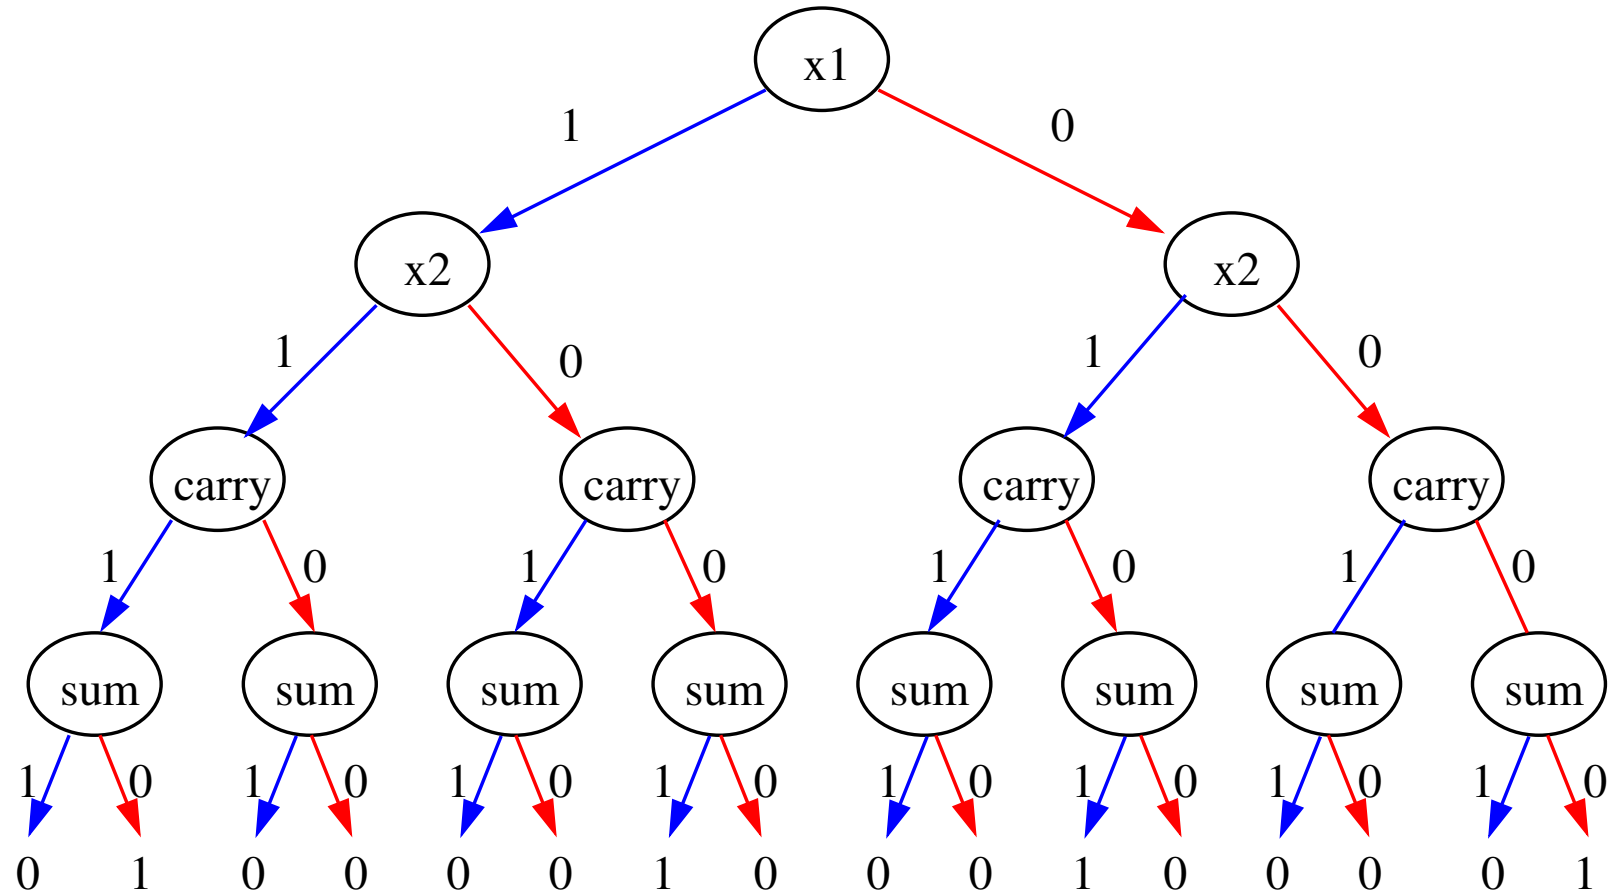 x1
1 0
x2 x2
1 0 1 0
carry carry carry carry
1 0 1 0 1 0 1 0
sum sum sum sum sum sum sum sum
1 0 1 0 1 0 1 0 1 0 1 0 1 0 1 0
0 1 0 0 0 0 1 0 0 0 1 0 0 0 0 1